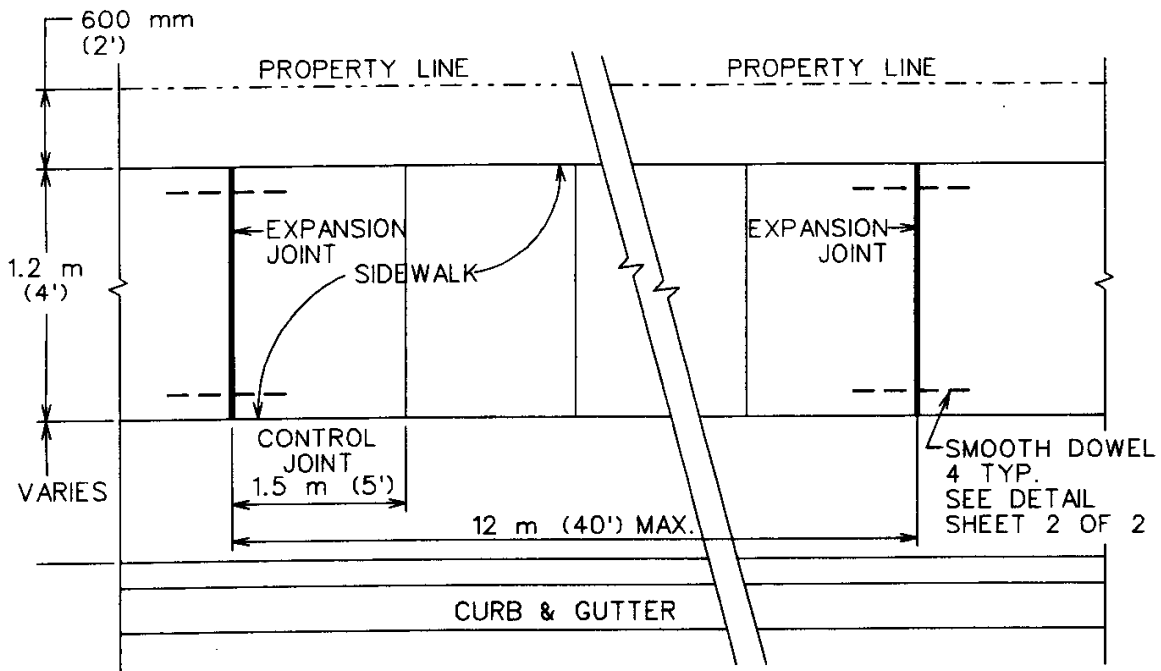 600 mm
(2')
PROPERTY LINE
PROPERTY LINE
EXPANSION
JOINT
EXPANSION
JOINT
SIDEWALK
1.2 m
(4')
CONTROL
JOINT
1.5 m (5')
VARIES
12 m (40') MAX.
SMOOTH DOWEL
4 TYP.
SEE DETAIL
SHEET 2 OF 2
CURB & GUTTER